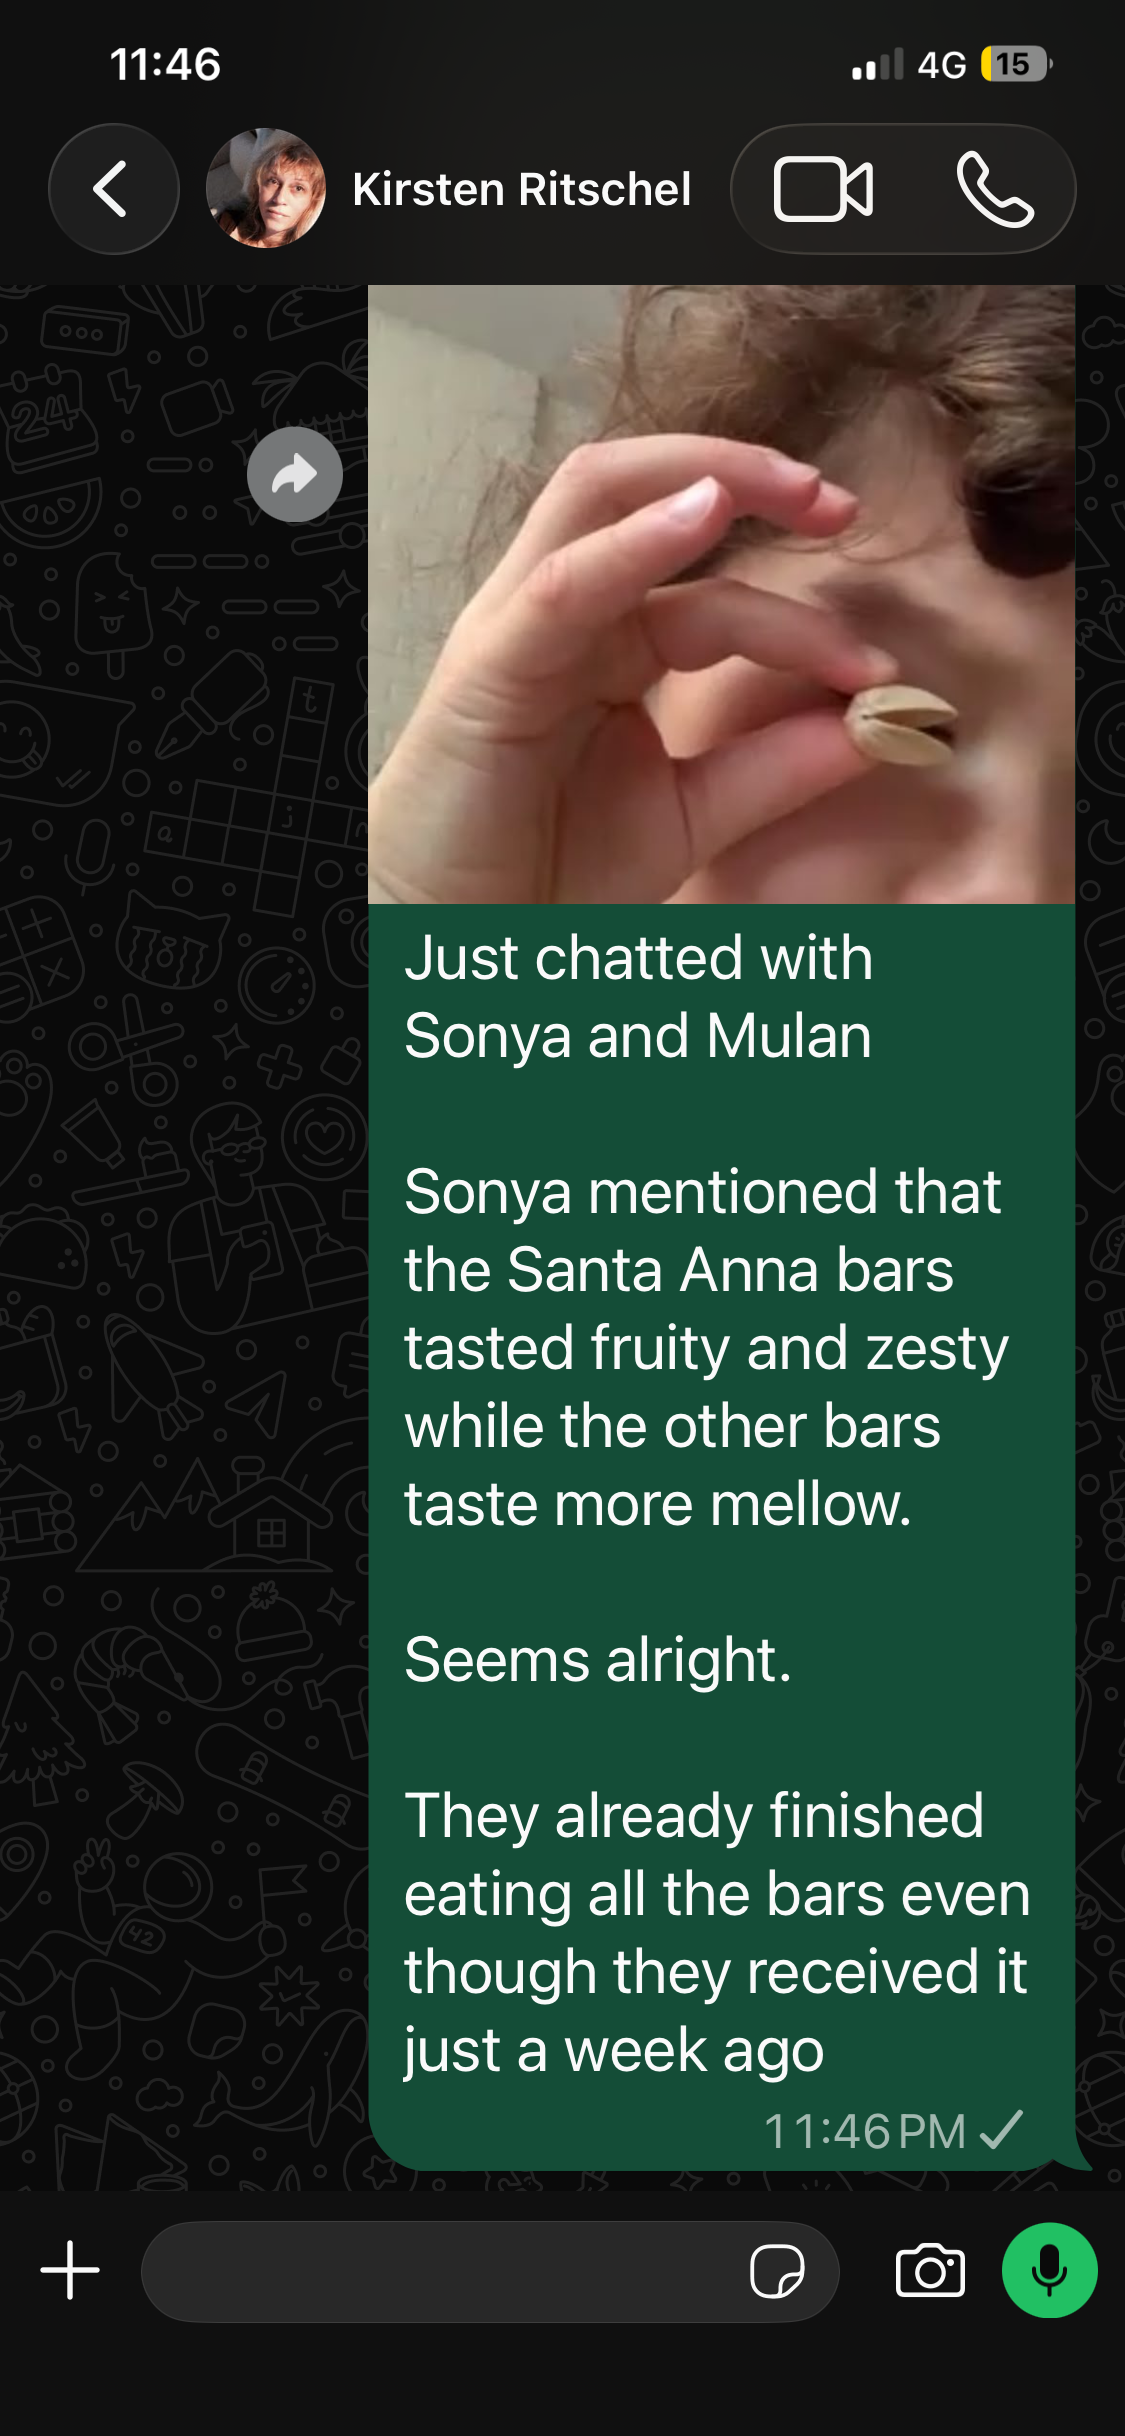 11:46
4G 15
Kirsten Ritschel
24
t
a j
Just chatted with
Sonya and Mulan
Sonya mentioned that
the Santa Anna bars
tasted fruity and zesty
while the other bars
taste more mellow.
Seems alright.
42
They already finished
eating all the bars even
though they received it
just a week ago
11:46 PM